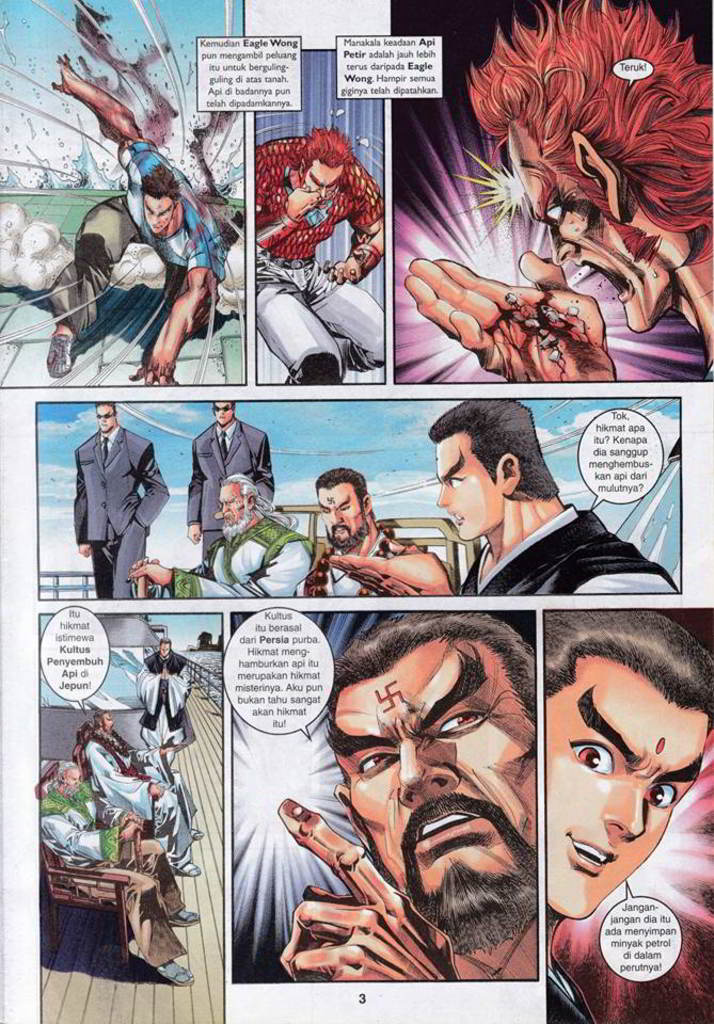 Kemudian Eagle Wong
pun mengambil peluang
itu untuk berguling-
guling di atas tanah.
Api di badannya pun
telah dipadamkannya.
Manakala keadaan Api
Petir adalah jauh lebih
terus daripada Eagle
Wong. Hampir semua
giginya telah dipatahkan.
Teruk!
Tok,
hikmat apa
itu? Kenapa
dia sanggup
menghembus-
kan api dari
mulutnya?
Itu
hikmat
istimewa
Kultus
Penyembuh
Api di
Jepun!
Kultus
itu berasal
dari Persia purba.
Hikmat meng-
hamburkan api itu
merupakan hikmat
misterinya. Aku pun
bukan tahu sangat
akan hikmat
itu!
Jangan-
jangan dia itu
ada menyimpan
minyak petrol
di dalam
perutnya!
3